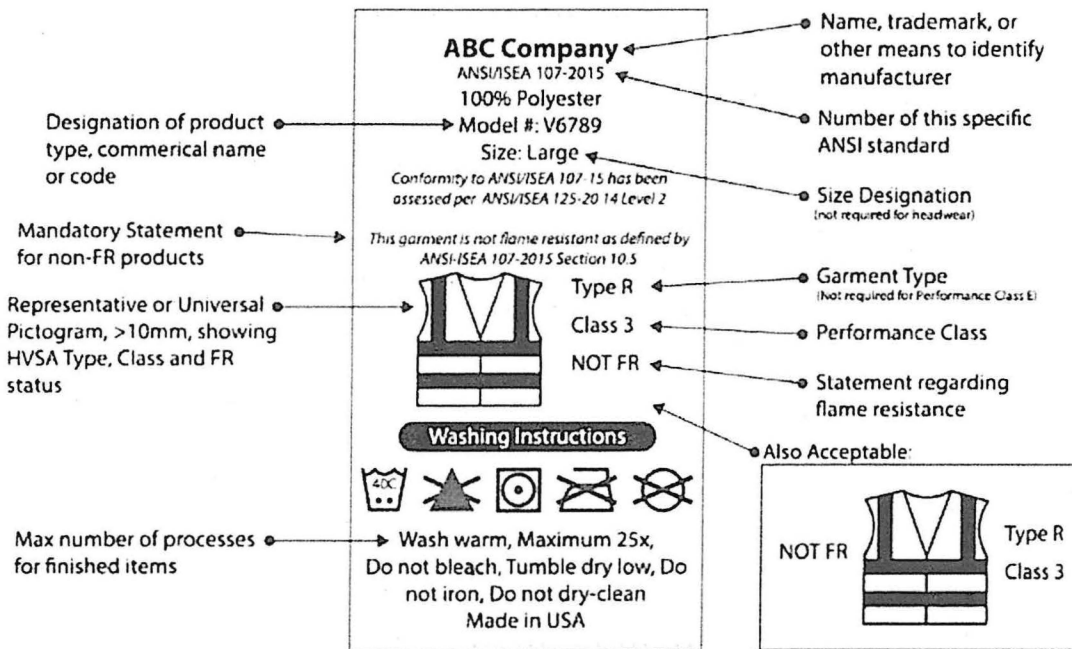 ABC Company
ANSI/ISEA 107-2015
100% Polyester
Model #: V6789
Size: Large
Conformity to ANSI/ISEA 107-15 has been
assessed per ANSI/ISEA 125-20 14 Level 2
This garment is not flame resistant as defined by
ANSI-ISEA 107-2015 Section 10.5
Type R
Class 3
NOT FR
Washing Instructions
40C
Wash warm, Maximum 25x,
Do not bleach, Tumble dry low, Do
not iron, Do not dry-clean
Made in USA
Designation of product
type, commerical name
or code
Mandatory Statement
for non-FR products
Representative or Universal
Pictogram, >10mm, showing
HVSA Type, Class and FR
status
Max number of processes
for finished items
Name, trademark, or
other means to identify
manufacturer
Number of this specific
ANSI standard
Size Designation
(not required for headwear)
Garment Type
(Not required for Performance Class E)
Performance Class
Statement regarding
flame resistance
Also Acceptable:
NOT FR
Type R
Class 3